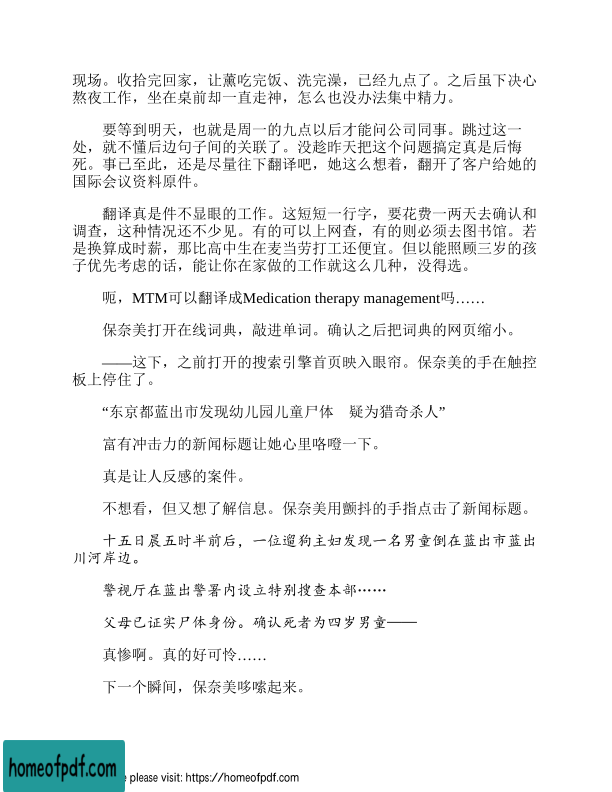 现场。收拾完回家，让薰吃完饭、洗完澡，已经九点了。之后虽下决心
熬夜工作，坐在桌前却一直走神，怎么也没办法集中精力。
要等到明天，也就是周一的九点以后才能问公司同事。跳过这一
处，就不懂后边句子间的关联了。没趁昨天把这个问题搞定真是后悔
死。事已至此，还是尽量往下翻译吧，她这么想着，翻开了客户给她的
国际会议资料原件。
翻译真是件不显眼的工作。这短短一行字，要花费一两天去确认和
调查，这种情况还不少见。有的可以上网查，有的则必须去图书馆。若
是换算成时薪，那比高中生在麦当劳打工还便宜。但以能照顾三岁的孩
子优先考虑的话，能让你在家做的工作就这么几种，没得选。
呃，MTM可以翻译成Medication therapy management吗……
保奈美打开在线词典，敲进单词。确认之后把词典的网页缩小。
——这下，之前打开的搜索引擎首页映入眼帘。保奈美的手在触控
板上停住了。
“东京都蓝出市发现幼儿园儿童尸体　疑为猎奇杀人”
富有冲击力的新闻标题让她心里咯噔一下。
真是让人反感的案件。
不想看，但又想了解信息。保奈美用颤抖的手指点击了新闻标题。
十五日晨五时半前后，一位遛狗主妇发现一名男童倒在蓝出市蓝出
川河岸边。
警视厅在蓝出警署内设立特别搜查本部……
父母已证实尸体身份。确认死者为四岁男童——
真惨啊。真的好可怜……
下一个瞬间，保奈美哆嗦起来。
homeofpdf.com
e please visit: https://homeofpdf.com